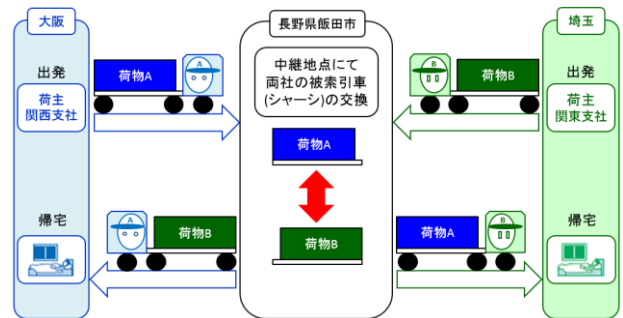 大阪
長野県飯田市
埼玉
出発
荷主
関西支社
荷物A
A
中継地点にて
両社の被索引車
(シャーシ)の交換
B
荷物B
出発
荷主
関東支社
荷物A
荷物B
帰宅
A
荷物B
荷物A
B
帰宅